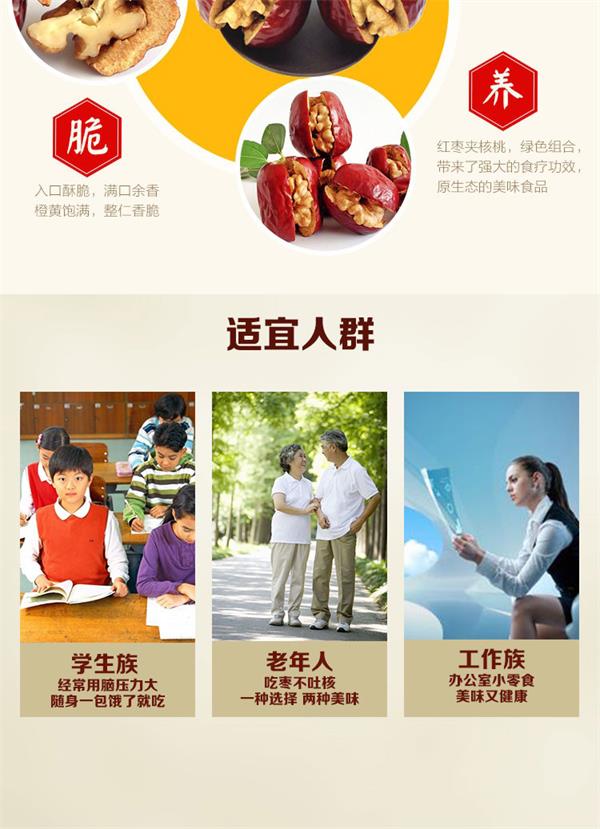 脆
入口酥脆，满口余香
橙黄饱满，整仁香脆
养
红枣夹核桃，绿色组合，
带来了强大的食疗功效，
原生态的美味食品
适宜人群
学生族
经常用脑压力大
随身一包饿了就吃
老年人
吃枣不吐核
一种选择 两种美味
工作族
办公室小零食
美味又健康